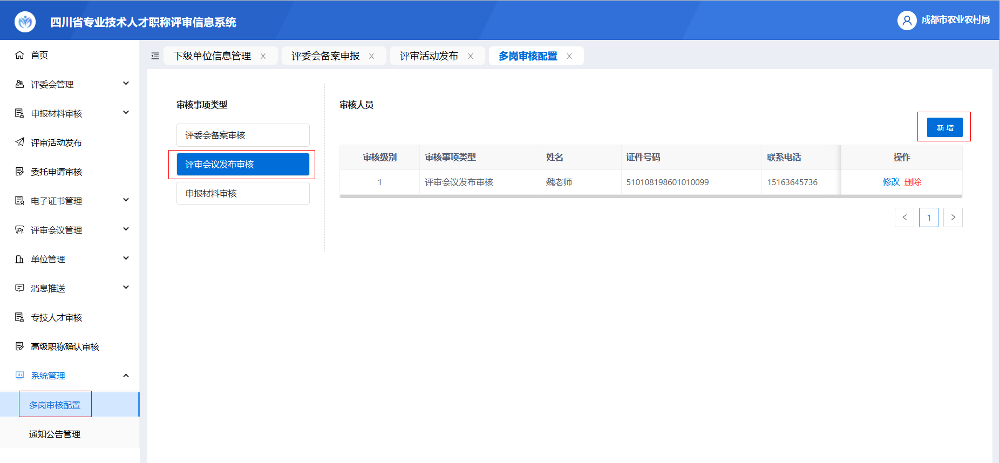 四川省专业技术人才职称评审信息系统
成都市农业农村局
首页
评委会管理
申报材料审核
评审活动发布
委托申请审核
电子证书管理
评审会议管理
单位管理
消息推送
专技人才审核
高级职称确认审核
系统管理
多岗审核配置
通知公告管理
下级单位信息管理 评委会备案申报 评审活动发布 多岗审核配置
审核事项类型
评委会备案审核
评审会议发布审核
申报材料审核
审核人员
新增
审核级别 审核事项类型 姓名 证件号码 联系电话 操作
1 评审会议发布审核 魏老师 510108198601010099 15163645736 修改 删除
< 1 >